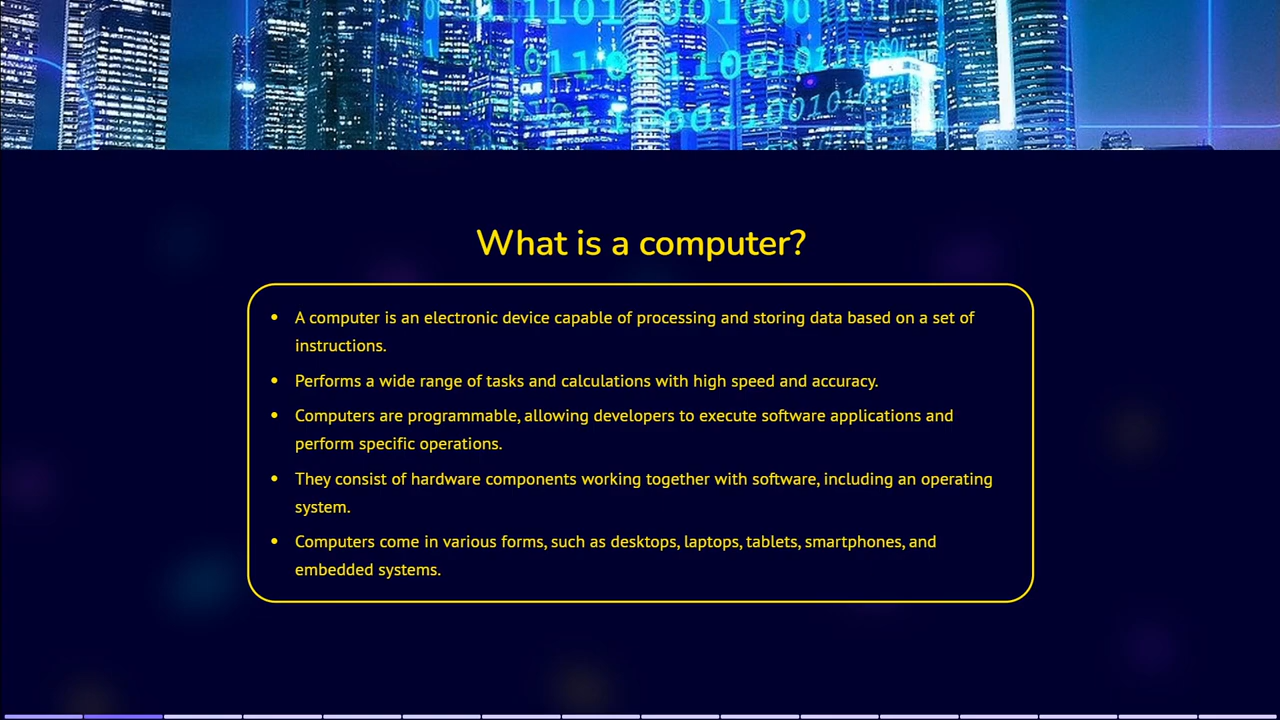 What is a computer?
• A computer is an electronic device capable of processing and storing data based on a set of
instructions.
• Performs a wide range of tasks and calculations with high speed and accuracy.
• Computers are programmable, allowing developers to execute software applications and
perform specific operations.
• They consist of hardware components working together with software, including an operating
system.
• Computers come in various forms, such as desktops, laptops, tablets, smartphones, and
embedded systems.